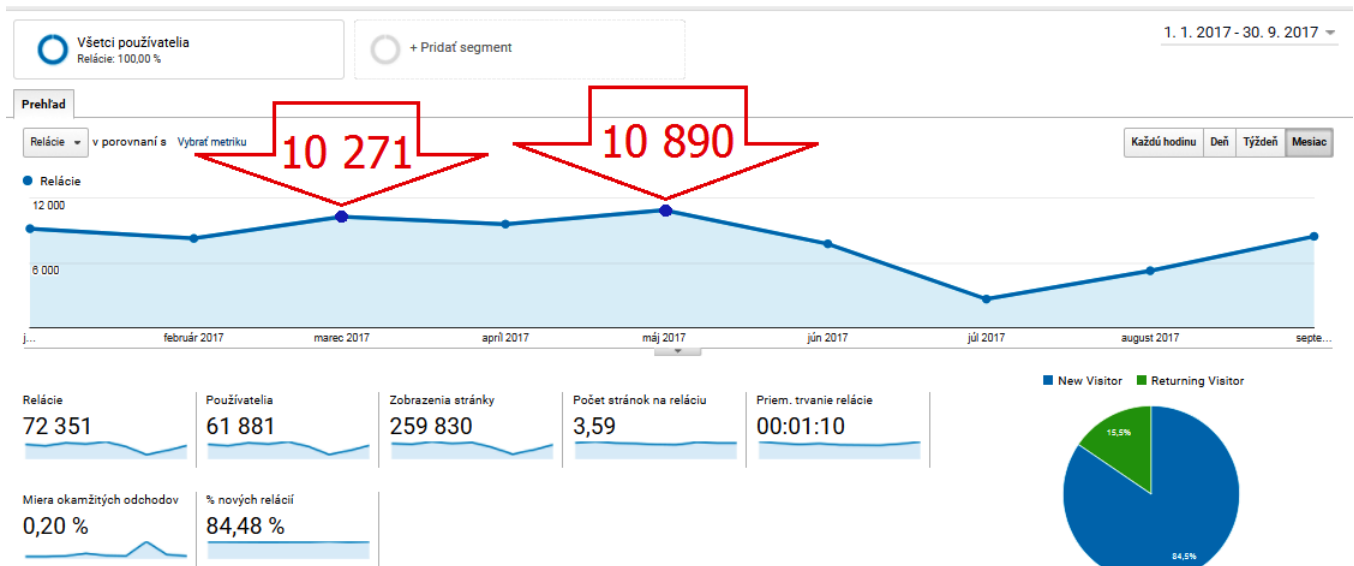 Všetci používatelia
Relácie: 100,00 %
+ Pridať segment
1. 1. 2017 - 30. 9. 2017
Prehľad
Relácie v porovnaní s Vybrať metriku
10 271
10 890
Každú hodinu Deň Týždeň Mesiac
Relácie
12 000
6 000
j... február 2017 marec 2017 apríl 2017 máj 2017 jún 2017 júl 2017 august 2017 septe...
New Visitor Returning Visitor
Relácie Používatelia Zobrazenia stránky Počet stránok na reláciu Priem. trvanie relácie
72 351 61 881 259 830 3,59 00:01:10
15,5%
Miera okamžitých odchodov % nových relácií
0,20 % 84,48 %
84,5%